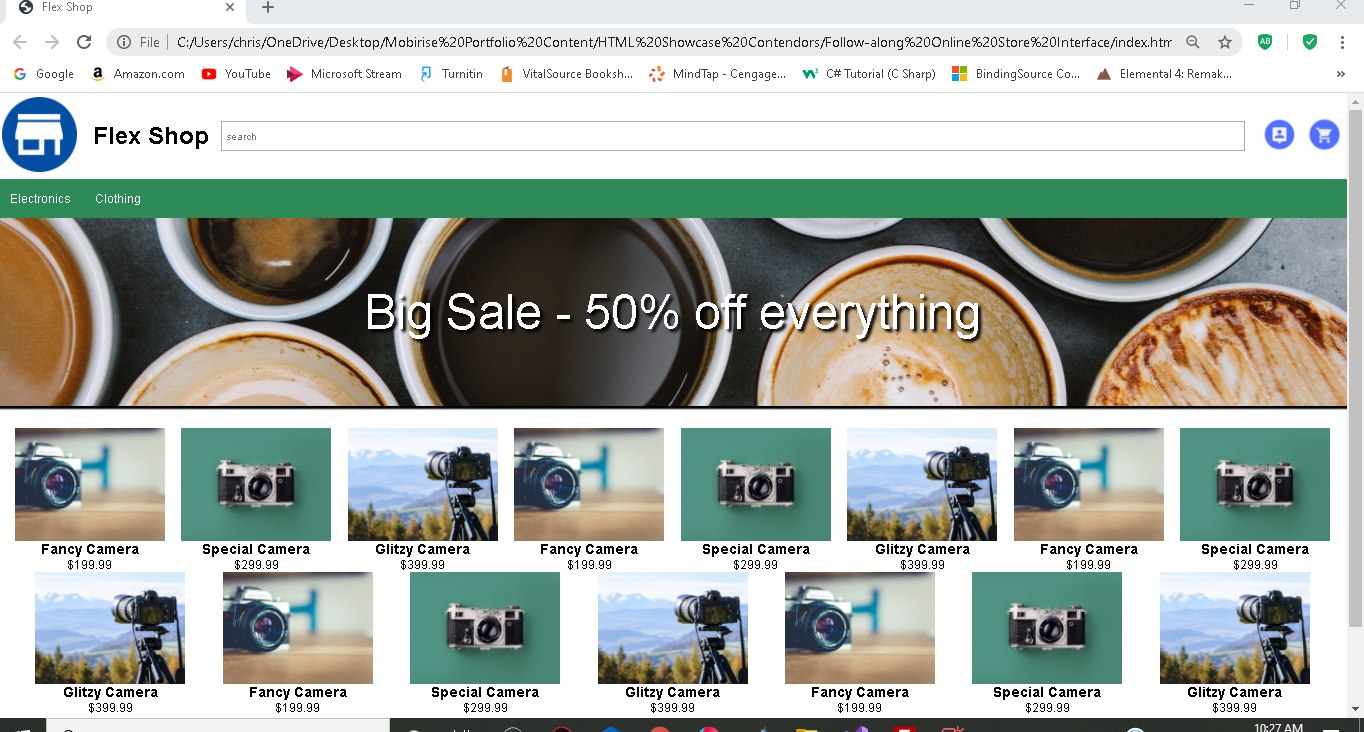 Flex Shop
File C:/Users/chris/OneDrive/Desktop/Mobirise%20Portfolio%20Content/HTML%20Showcase%20Contendors/Follow-along%20Online%20Store%20Interface/index.htm
Google Amazon.com YouTube Microsoft Stream Turnitin VitalSource Booksh... MindTap - Cengage... C# Tutorial (C Sharp) BindingSource Co... Elemental 4: Remak... »
Flex Shop search
Electronics Clothing
Big Sale - 50% off everything
Fancy Camera Special Camera Glitzy Camera Fancy Camera Special Camera Glitzy Camera Fancy Camera Special Camera
$199.99 $299.99 $399.99 $199.99 $299.99 $399.99 $199.99 $299.99
Glitzy Camera Fancy Camera Special Camera Glitzy Camera Fancy Camera Special Camera Glitzy Camera
$399.99 $199.99 $299.99 $399.99 $199.99 $299.99 $399.99
10:27 AM